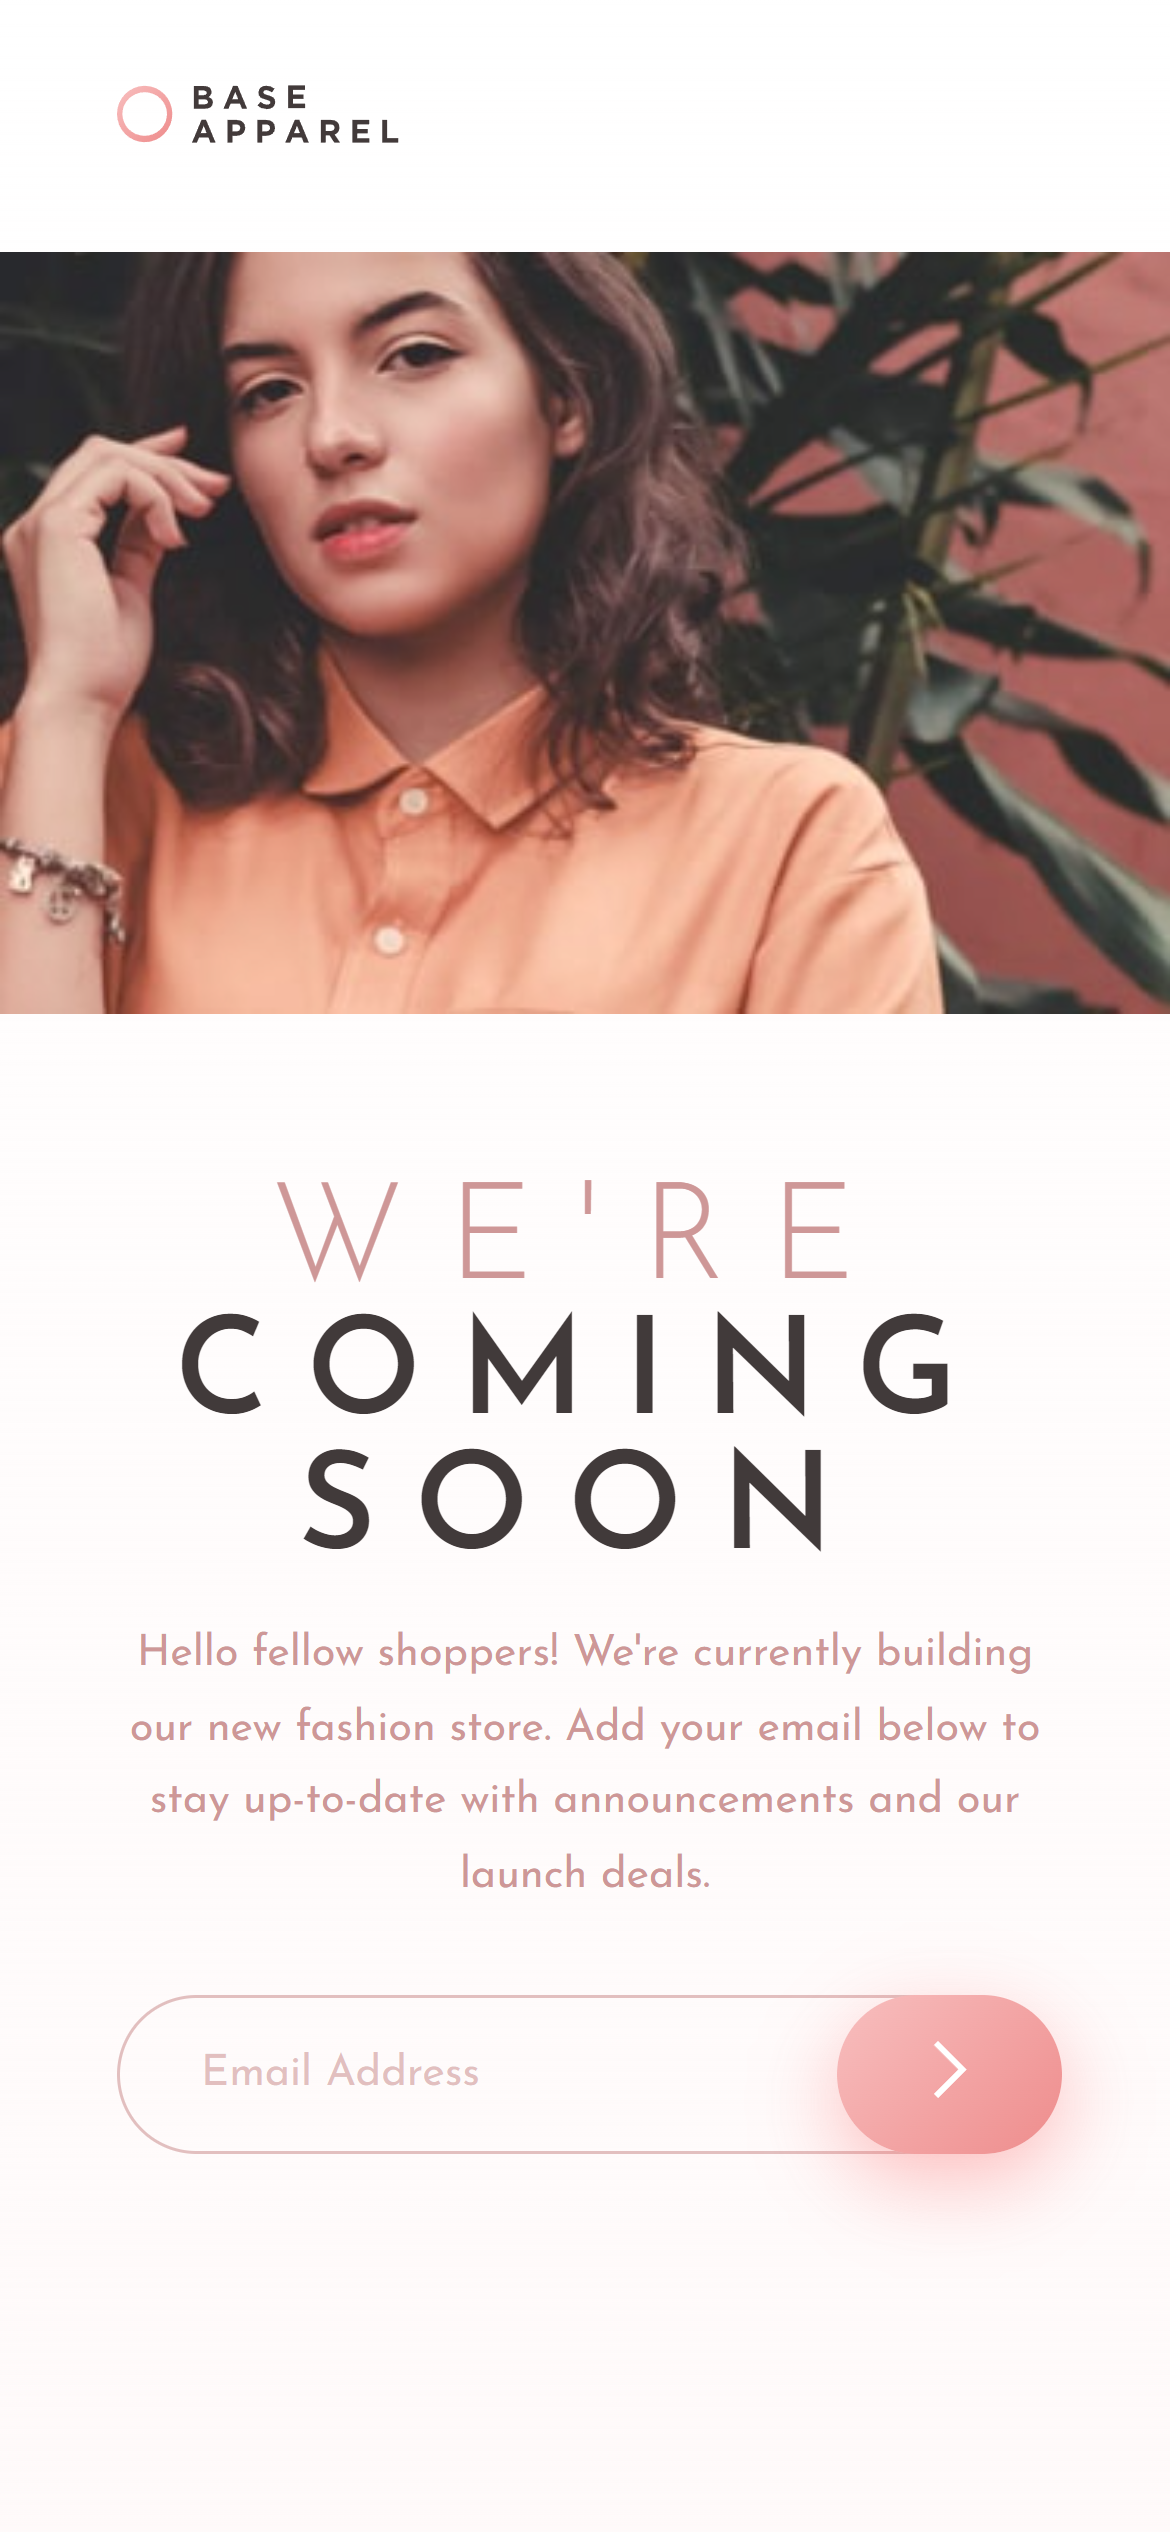 BASE
APPAREL
WE'RE
COMING
SOON
Hello fellow shoppers! We're currently building
our new fashion store. Add your email below to
stay up-to-date with announcements and our
launch deals.
Email Address